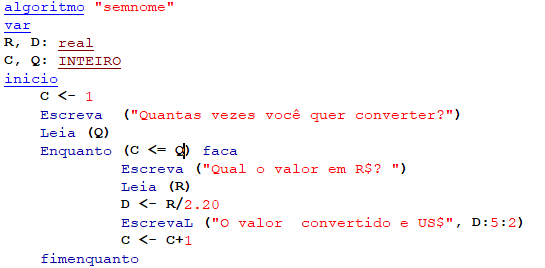 algoritmo "semnome"
var
R, D: real
C, Q: INTEIRO
inicio
C <- 1
Escreva ("Quantas vezes você quer converter?")
Leia (Q)
Enquanto (C <= Q) faca
Escreva ("Qual o valor em R$? ")
Leia (R)
D <- R/2.20
EscrevaL ("O valor  convertido e US$", D:5:2)
C <- C+1
fimenquanto